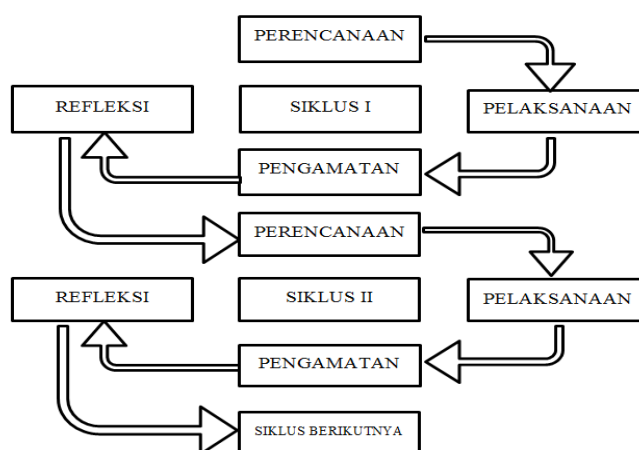 PERENCANAAN
REFLEKSI
SIKLUS I
PELAKSANAAN
PENGAMATAN
PERENCANAAN
REFLEKSI
SIKLUS II
PELAKSANAAN
PENGAMATAN
SIKLUS BERIKUTNYA